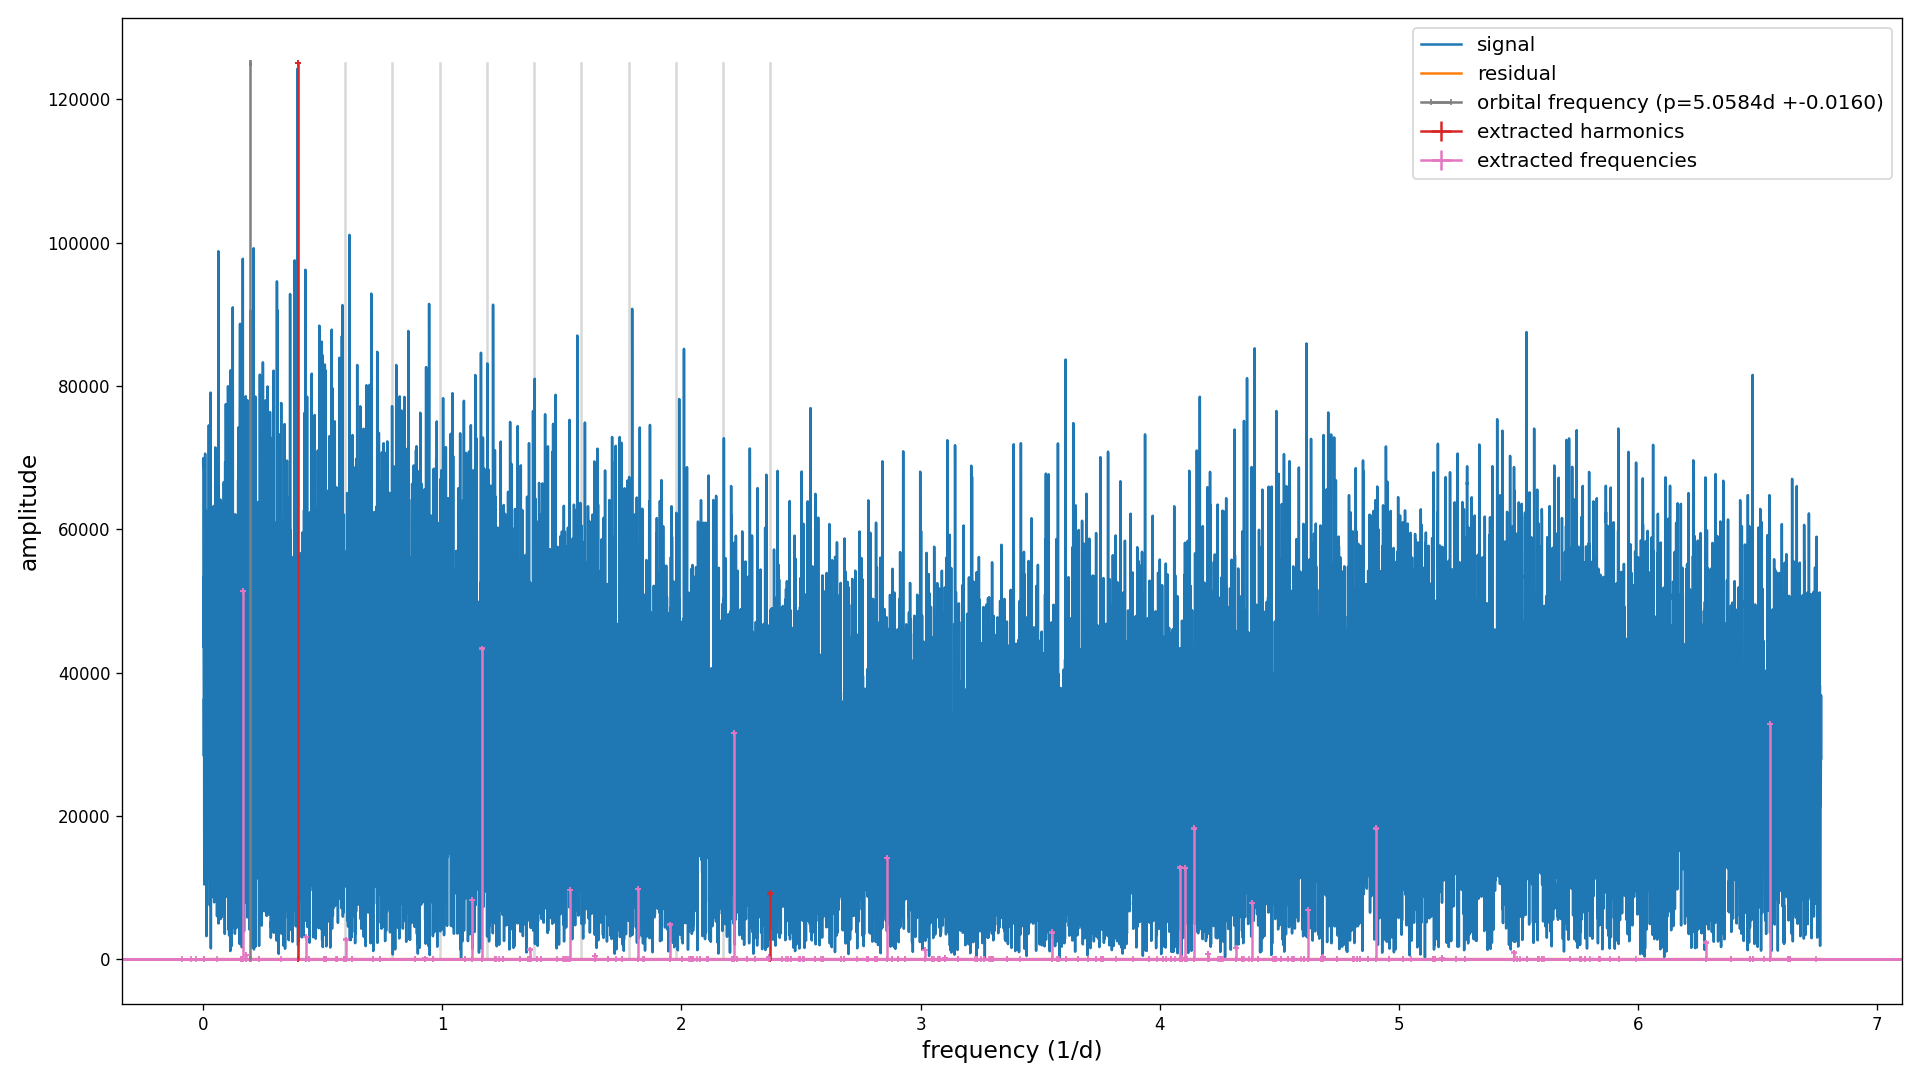 signal
residual
orbital frequency (p=5.0584d +-0.0160)
extracted harmonics
extracted frequencies
120000
100000
80000
60000
40000
20000
0
amplitude
0 1 2 3 4 5 6 7
frequency (1/d)